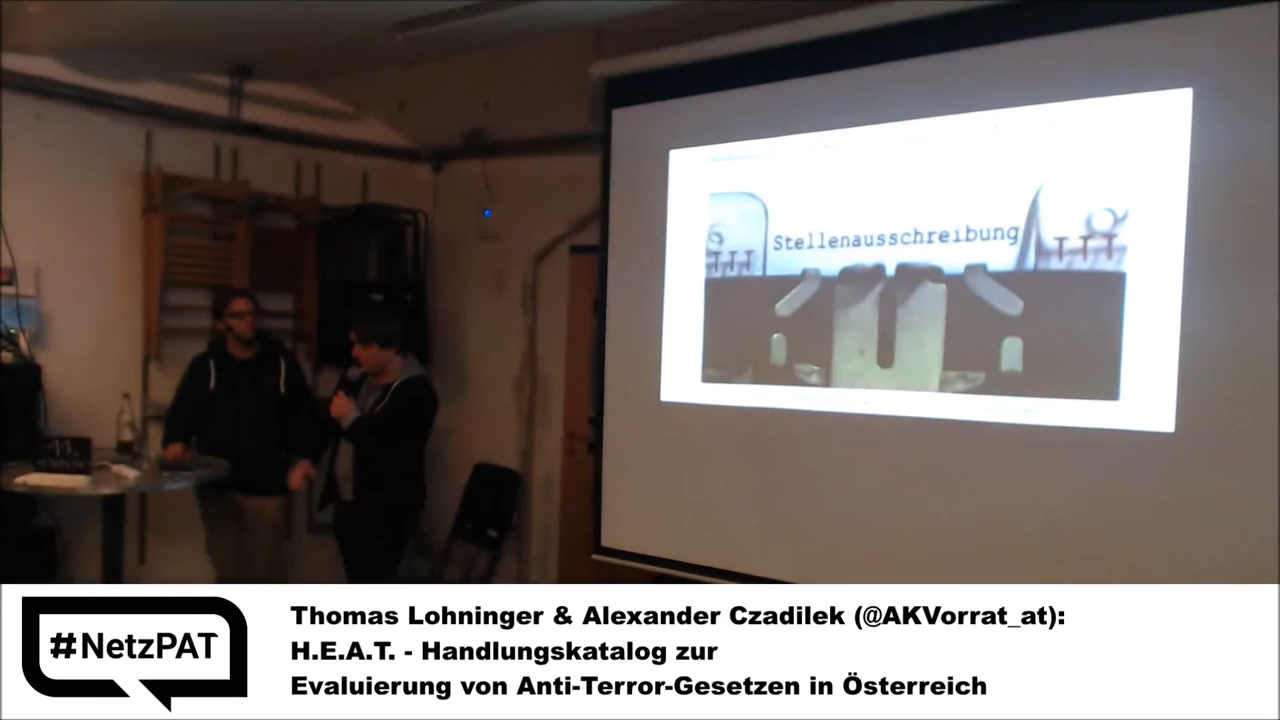 Stellenausschreibung
#NetzPAT
Thomas Lohninger & Alexander Czadilek (@AKVorrat_at):
H.E.A.T. - Handlungskatalog zur
Evaluierung von Anti-Terror-Gesetzen in Österreich